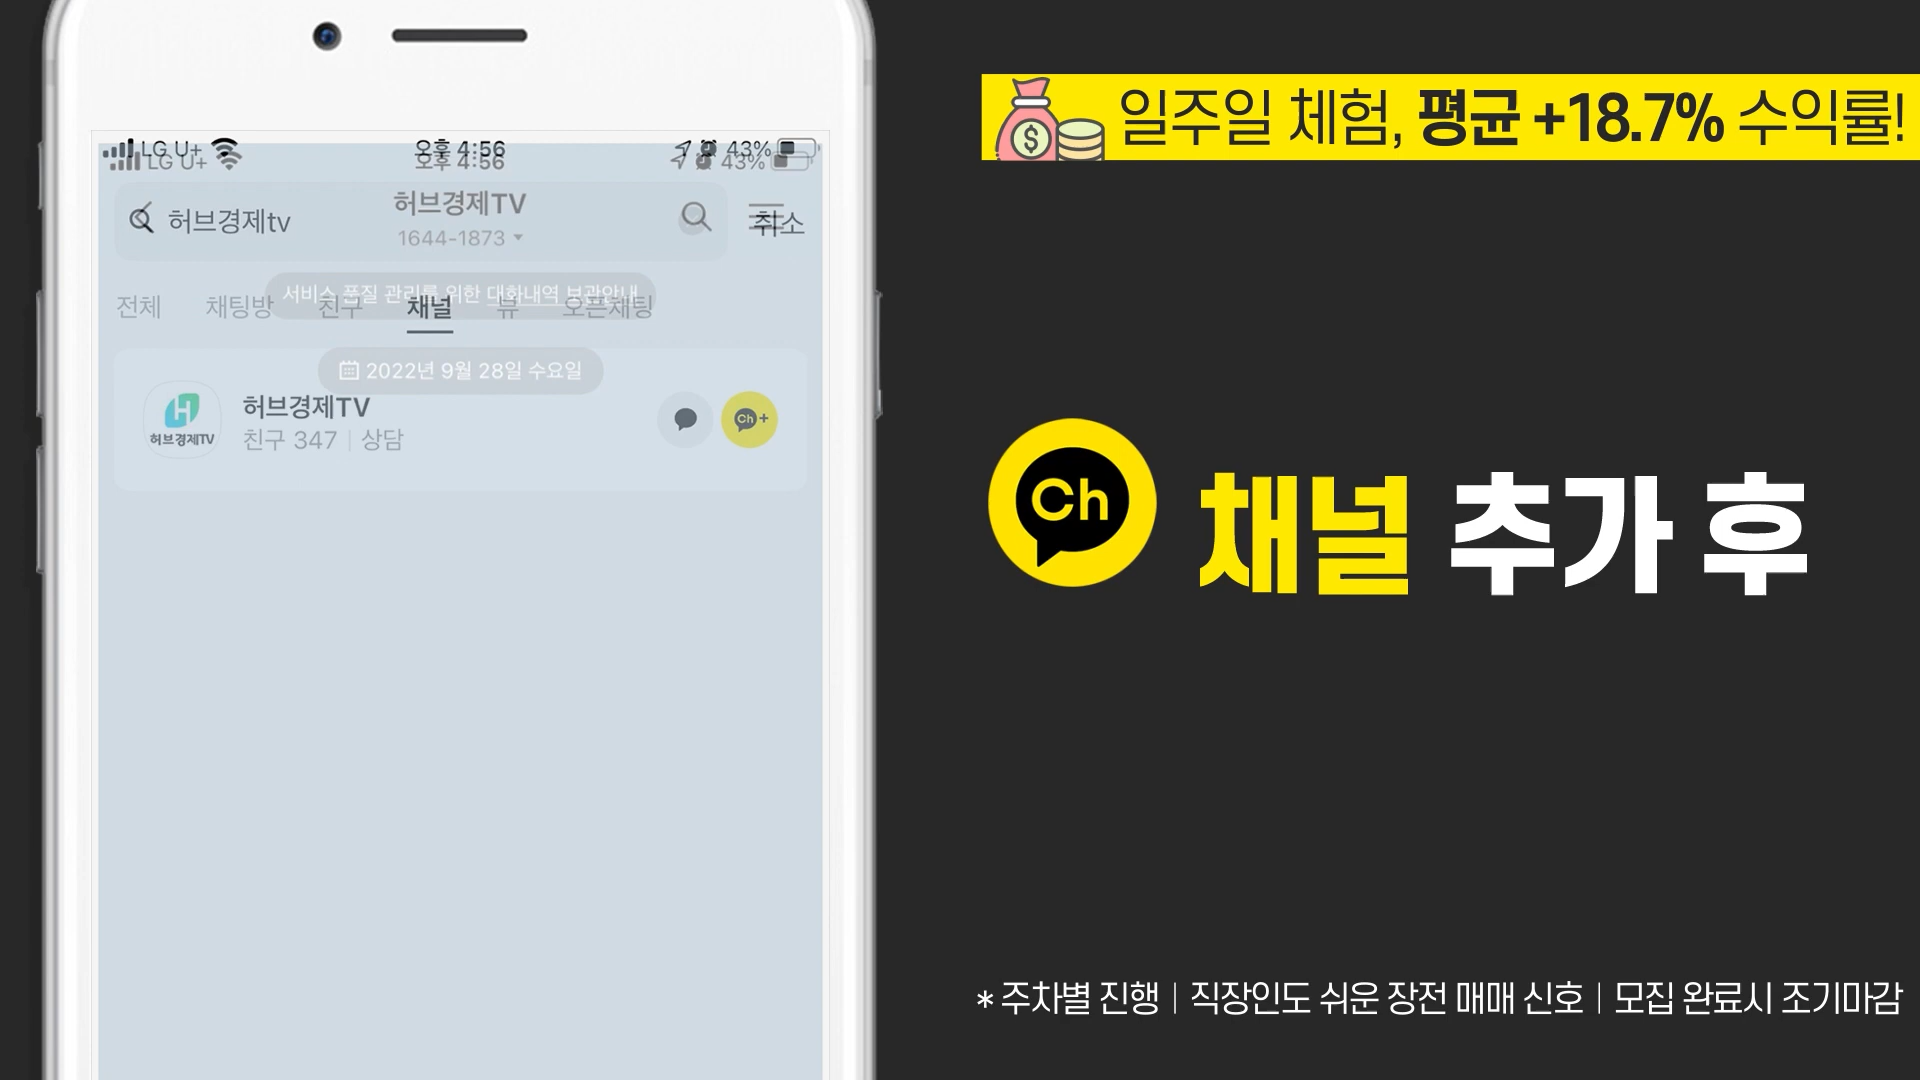 LG U+
오후 4:56
43%
LG U+
오후 4:56
43%
허브경제tv
허브경제TV
취소
1644-1873
서비스 품질 관리를 위한 대화내역 보관안내
전체 채팅방 친구 채널 뷰 오픈채팅
2022년 9월 28일 수요일
허브경제TV
허브경제TV
친구 347 | 상담
Ch+
일주일 체험, 평균 +18.7% 수익률!
Ch
채널 추가 후
* 주차별 진행 | 직장인도 쉬운 장전 매매 신호 | 모집 완료시 조기마감